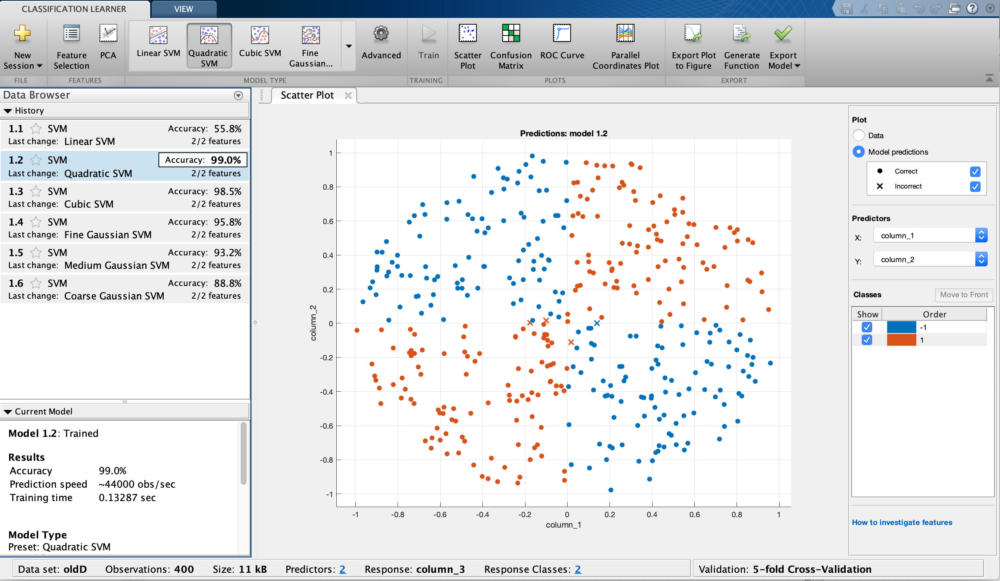 CLASSIFICATION LEARNER
VIEW
New Session
Feature Selection
PCA
Linear SVM
Quadratic SVM
Cubic SVM
Fine Gaussian...
Advanced
Train
Scatter Plot
Confusion Matrix
ROC Curve
Parallel Coordinates Plot
Export Plot to Figure
Generate Function
Export Model
FILE
FEATURES
MODEL TYPE
TRAINING
PLOTS
EXPORT
Data Browser
History
1.1 SVM Accuracy: 55.8%
Last change: Linear SVM 2/2 features
1.2 SVM Accuracy: 99.0%
Last change: Quadratic SVM 2/2 features
1.3 SVM Accuracy: 98.5%
Last change: Cubic SVM 2/2 features
1.4 SVM Accuracy: 95.8%
Last change: Fine Gaussian SVM 2/2 features
1.5 SVM Accuracy: 93.2%
Last change: Medium Gaussian SVM 2/2 features
1.6 SVM Accuracy: 88.8%
Last change: Coarse Gaussian SVM 2/2 features
Current Model
Model 1.2: Trained
Results
Accuracy 99.0%
Prediction speed ~44000 obs/sec
Training time 0.13287 sec
Model Type
Preset: Quadratic SVM
Scatter Plot
Predictions: model 1.2
1
0.8
0.6
0.4
0.2
0
-0.2
-0.4
-0.6
-0.8
-1
column_2
-1 -0.8 -0.6 -0.4 -0.2 0 0.2 0.4 0.6 0.8 1
column_1
Plot
Data
Model predictions
Correct
Incorrect
Predictors
X: column_1
Y: column_2
Classes
Move to Front
Show Order
-1
1
How to investigate features
Data set: oldD Observations: 400 Size: 11 kB Predictors: 2 Response: column_3 Response Classes: 2
Validation: 5-fold Cross-Validation